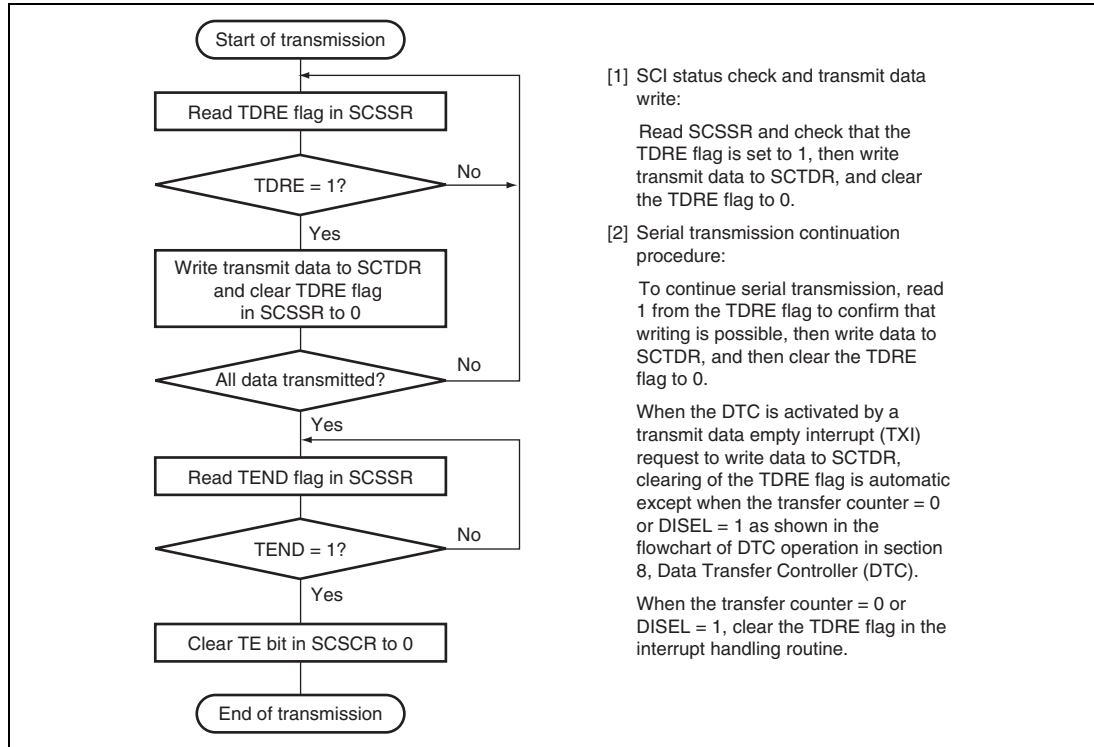 Start of transmission
Read TDRE flag in SCSSR
TDRE = 1?
No
Yes
Write transmit data to SCTDR
and clear TDRE flag
in SCSSR to 0
All data transmitted?
No
Yes
Read TEND flag in SCSSR
TEND = 1?
No
Yes
Clear TE bit in SCSCR to 0
End of transmission
[1] SCI status check and transmit data
write:
Read SCSSR and check that the
TDRE flag is set to 1, then write
transmit data to SCTDR, and clear
the TDRE flag to 0.
[2] Serial transmission continuation
procedure:
To continue serial transmission, read
1 from the TDRE flag to confirm that
writing is possible, then write data to
SCTDR, and then clear the TDRE
flag to 0.
When the DTC is activated by a
transmit data empty interrupt (TXI)
request to write data to SCTDR,
clearing of the TDRE flag is automatic
except when the transfer counter = 0
or DISEL = 1 as shown in the
flowchart of DTC operation in section
8, Data Transfer Controller (DTC).
When the transfer counter = 0 or
DISEL = 1, clear the TDRE flag in the
interrupt handling routine.